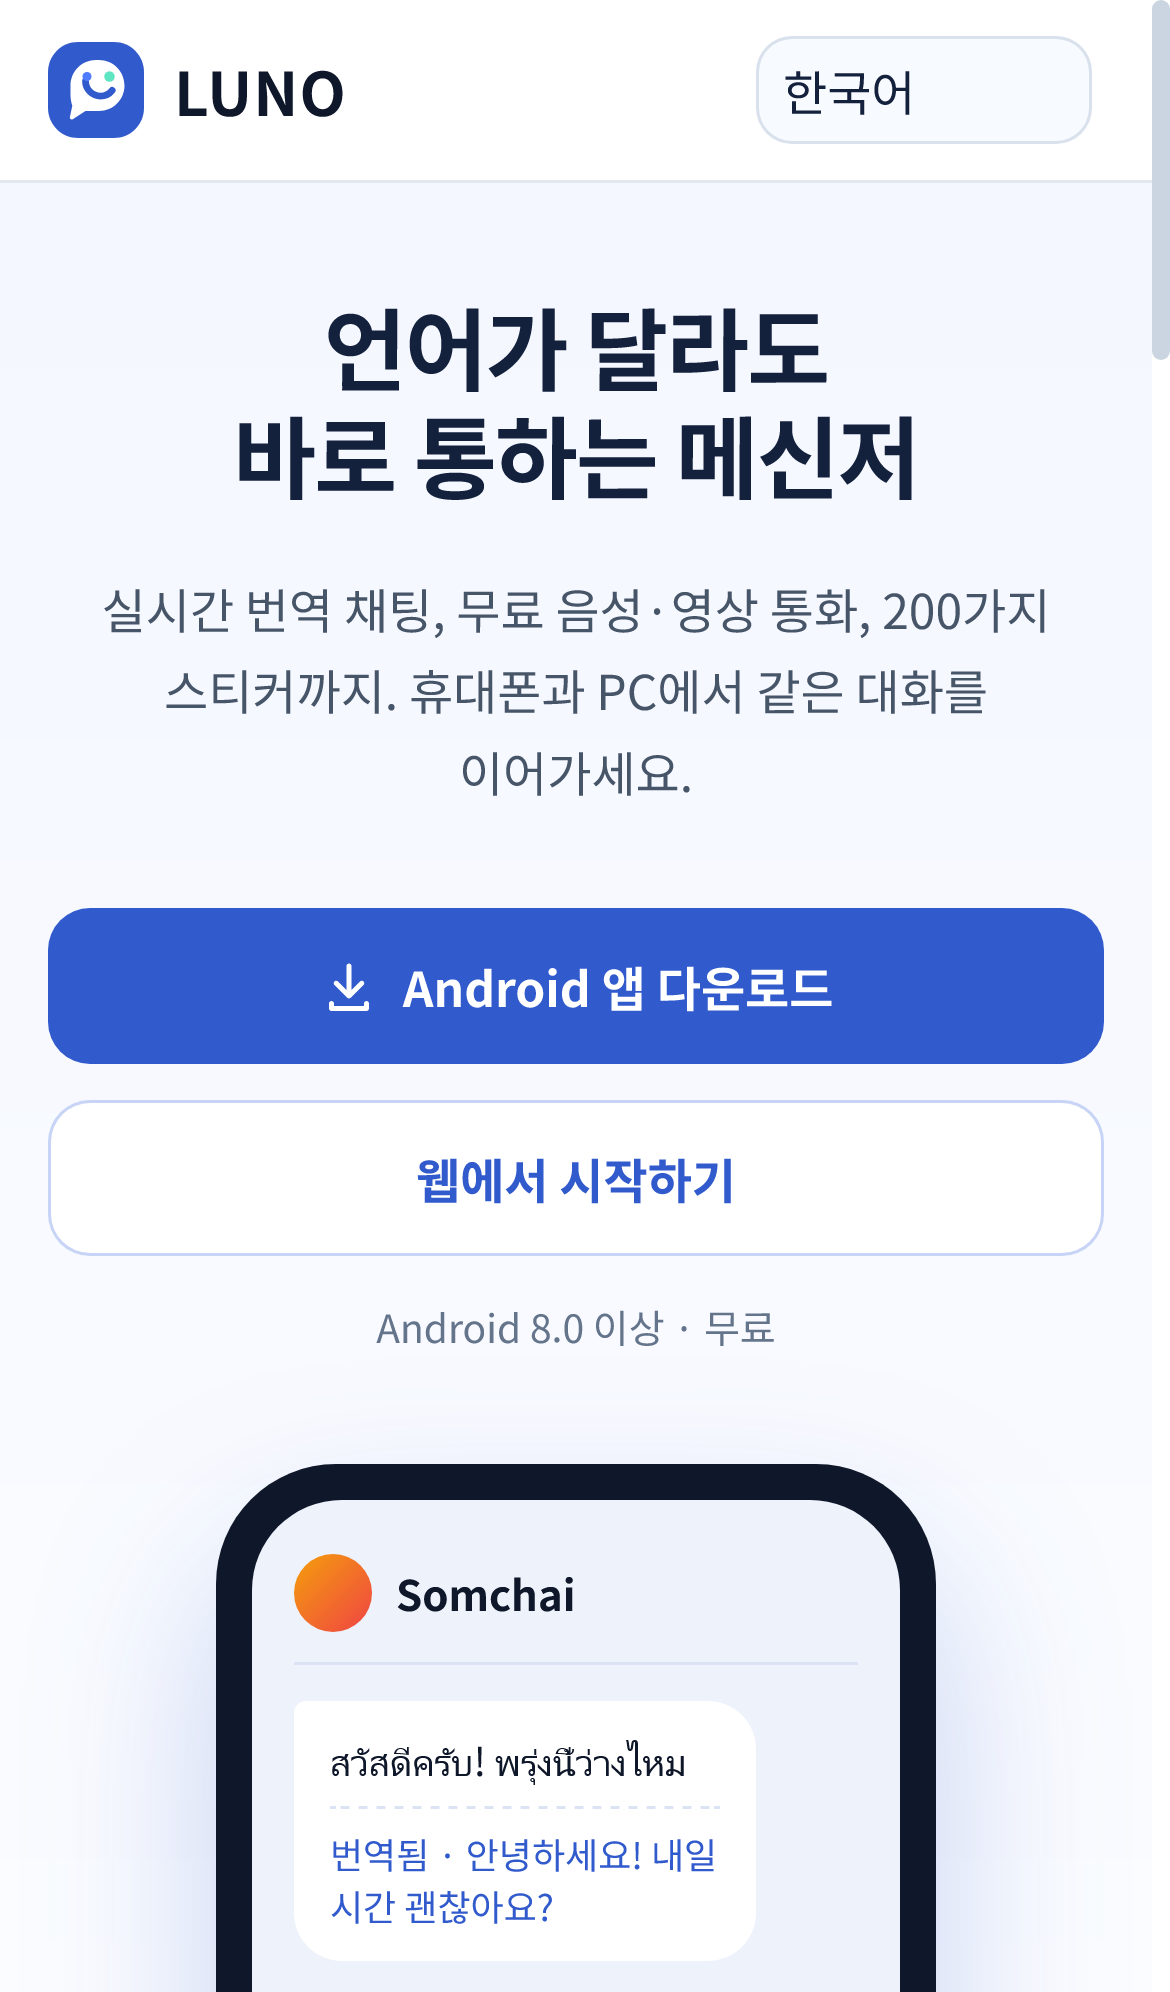 LUNO
한국어
언어가 달라도
바로 통하는 메신저
실시간 번역 채팅, 무료 음성·영상 통화, 200가지
스티커까지. 휴대폰과 PC에서 같은 대화를
이어가세요.
Android 앱 다운로드
웹에서 시작하기
Android 8.0 이상 · 무료
Somchai
สวัสดีครับ! พรุ่งนี้ว่างไหม
번역됨 · 안녕하세요! 내일
시간 괜찮아요?